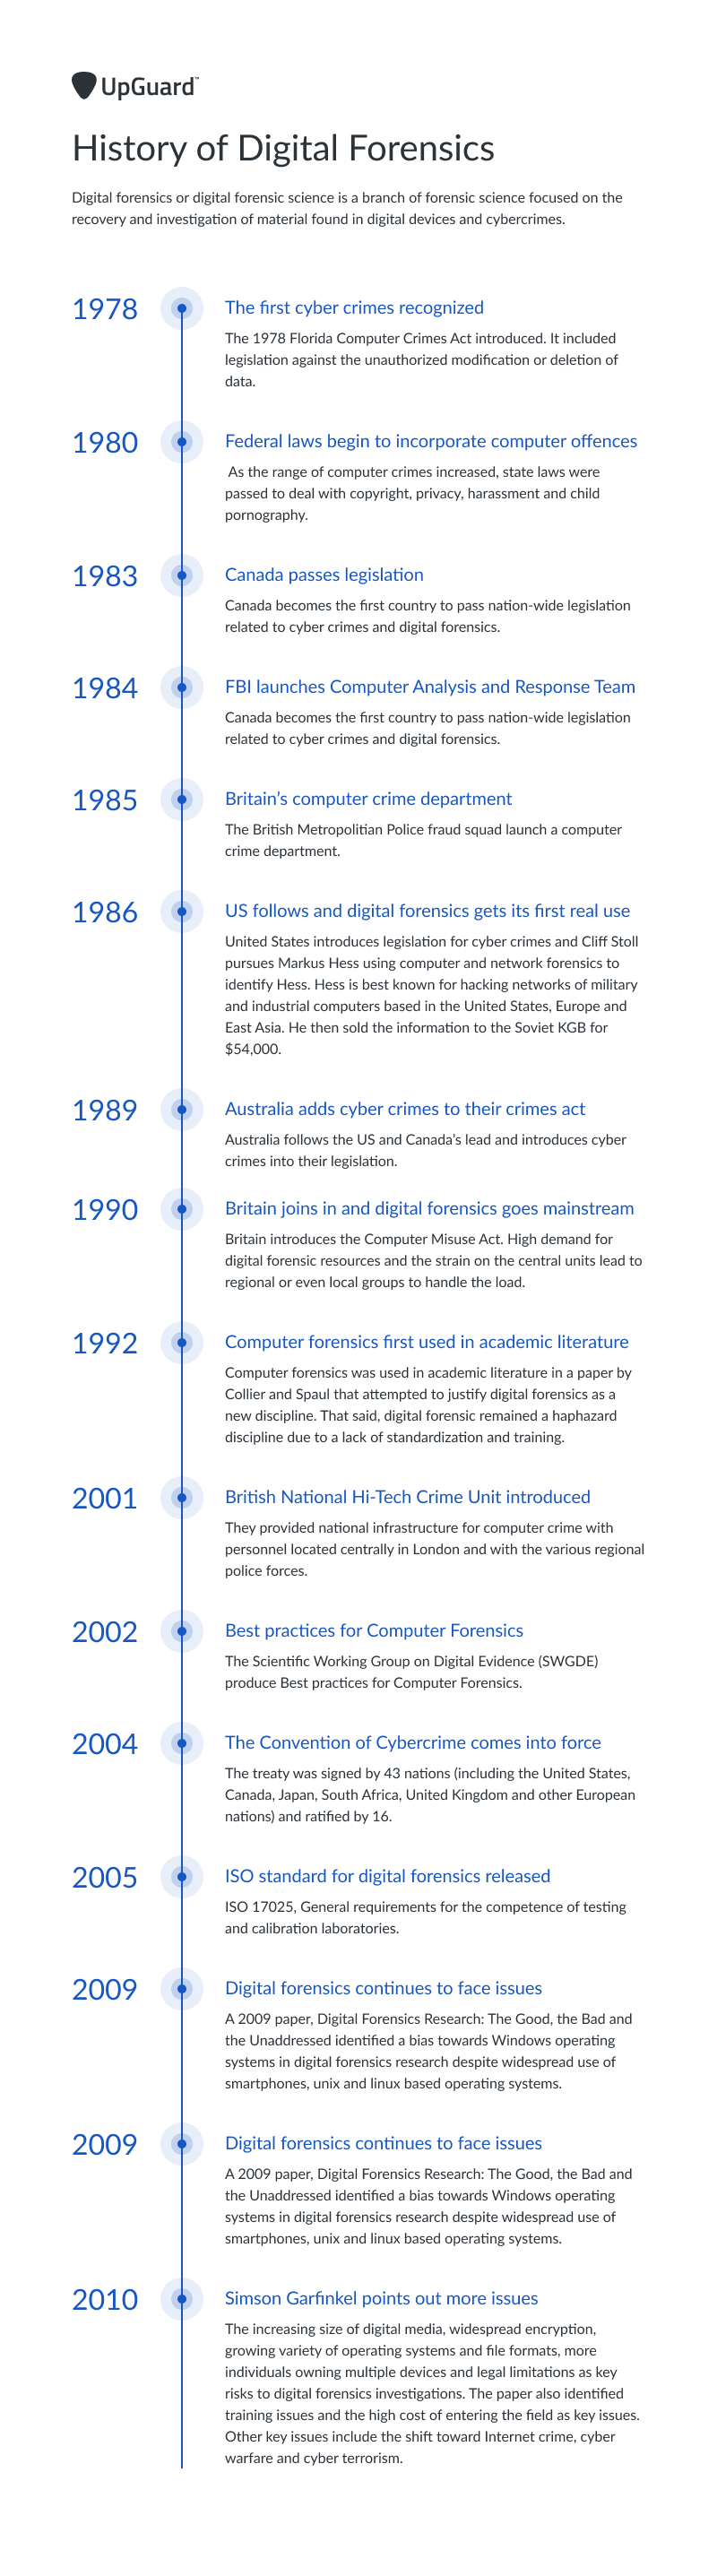 UpGuard™
History of Digital Forensics
Digital forensics or digital forensic science is a branch of forensic science focused on the
recovery and investigation of material found in digital devices and cybercrimes.
1978
The first cyber crimes recognized
The 1978 Florida Computer Crimes Act introduced. It included
legislation against the unauthorized modification or deletion of
data.
1980
Federal laws begin to incorporate computer offences
As the range of computer crimes increased, state laws were
passed to deal with copyright, privacy, harassment and child
pornography.
1983
Canada passes legislation
Canada becomes the first country to pass nation-wide legislation
related to cyber crimes and digital forensics.
1984
FBI launches Computer Analysis and Response Team
Canada becomes the first country to pass nation-wide legislation
related to cyber crimes and digital forensics.
1985
Britain's computer crime department
The British Metropolitian Police fraud squad launch a computer
crime department.
1986
US follows and digital forensics gets its first real use
United States introduces legislation for cyber crimes and Cliff Stoll
pursues Markus Hess using computer and network forensics to
identify Hess. Hess is best known for hacking networks of military
and industrial computers based in the United States, Europe and
East Asia. He then sold the information to the Soviet KGB for
$54,000.
1989
Australia adds cyber crimes to their crimes act
Australia follows the US and Canada's lead and introduces cyber
crimes into their legislation.
1990
Britain joins in and digital forensics goes mainstream
Britain introduces the Computer Misuse Act. High demand for
digital forensic resources and the strain on the central units lead to
regional or even local groups to handle the load.
1992
Computer forensics first used in academic literature
Computer forensics was used in academic literature in a paper by
Collier and Spaul that attempted to justify digital forensics as a
new discipline. That said, digital forensic remained a haphazard
discipline due to a lack of standardization and training.
2001
British National Hi-Tech Crime Unit introduced
They provided national infrastructure for computer crime with
personnel located centrally in London and with the various regional
police forces.
2002
Best practices for Computer Forensics
The Scientific Working Group on Digital Evidence (SWGDE)
produce Best practices for Computer Forensics.
2004
The Convention of Cybercrime comes into force
The treaty was signed by 43 nations (including the United States,
Canada, Japan, South Africa, United Kingdom and other European
nations) and ratified by 16.
2005
ISO standard for digital forensics released
ISO 17025, General requirements for the competence of testing
and calibration laboratories.
2009
Digital forensics continues to face issues
A 2009 paper, Digital Forensics Research: The Good, the Bad and
the Unaddressed identified a bias towards Windows operating
systems in digital forensics research despite widespread use of
smartphones, unix and linux based operating systems.
2009
Digital forensics continues to face issues
A 2009 paper, Digital Forensics Research: The Good, the Bad and
the Unaddressed identified a bias towards Windows operating
systems in digital forensics research despite widespread use of
smartphones, unix and linux based operating systems.
2010
Simson Garfinkel points out more issues
The increasing size of digital media, widespread encryption,
growing variety of operating systems and file formats, more
individuals owning multiple devices and legal limitations as key
risks to digital forensics investigations. The paper also identified
training issues and the high cost of entering the field as key issues.
Other key issues include the shift toward Internet crime, cyber
warfare and cyber terrorism.